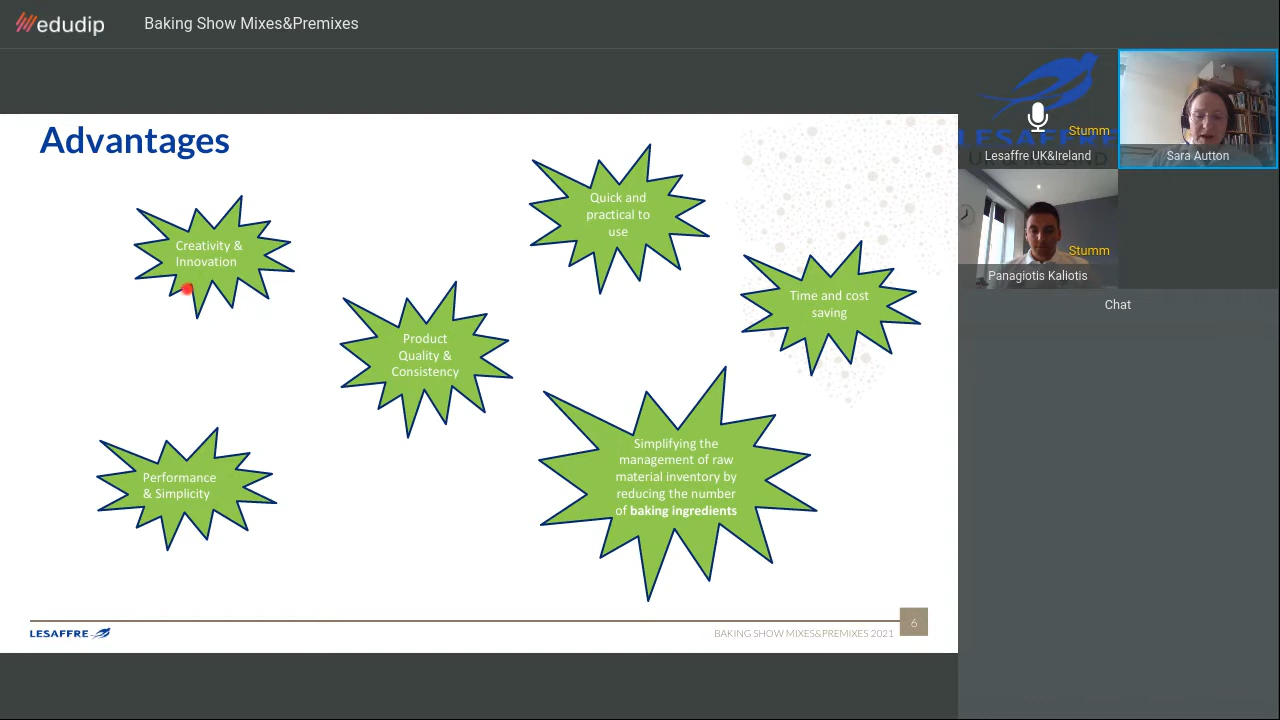 edudip
Baking Show Mixes&Premixes
Advantages
Creativity &
Innovation
Quick and
practical to
use
Time and cost
saving
Product
Quality &
Consistency
Simplifying the
management of raw
material inventory by
reducing the number
of baking ingredients
Performance
& Simplicity
LESAFFRE
BAKING SHOW MIXES&PREMIXES 2021
6
LESAFFRE
Stumm
Lesaffre UK&Ireland
Sara Autton
Stumm
Panagiotis Kaliotis
Chat